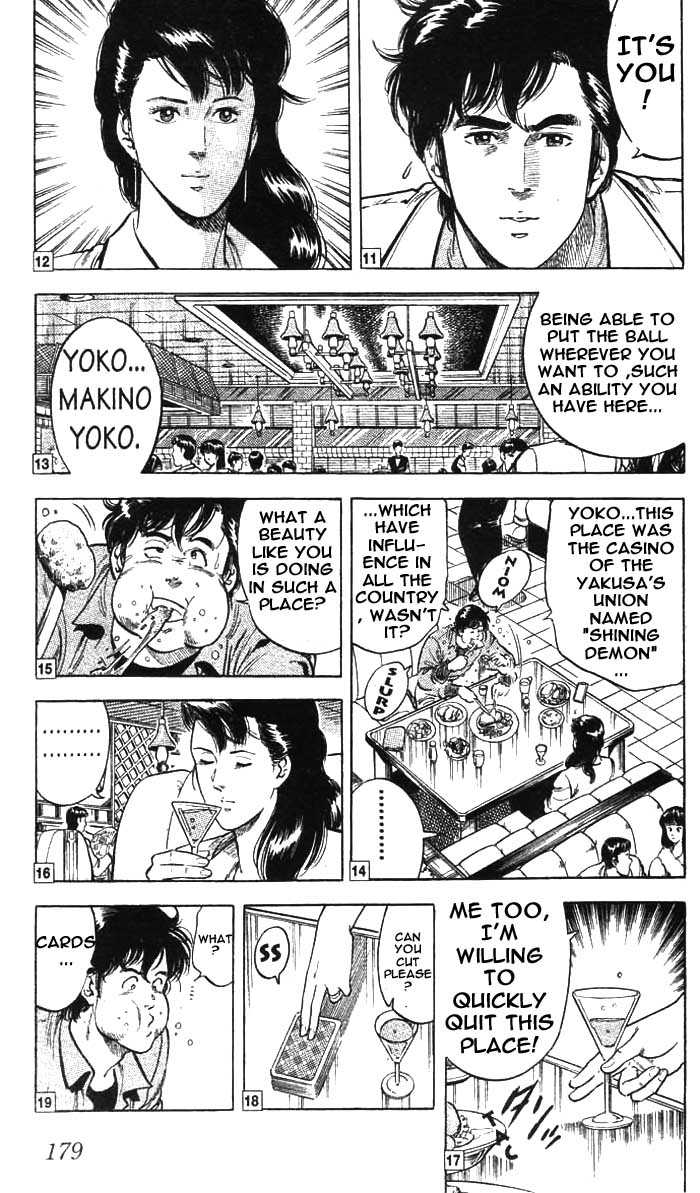 IT'S
YOU
!
11
12
BEING ABLE TO
PUT THE BALL
WHEREVER YOU
WANT TO ,SUCH
AN ABILITY YOU
HAVE HERE...
YOKO...
MAKINO
YOKO.
13
YOKO...THIS
PLACE WAS
THE CASINO
OF THE
YAKUSA'S
UNION
NAMED
"SHINING
DEMON"
...
...WHICH
HAVE
INFLU-
ENCE IN
ALL THE
COUNTRY
, WASN'T
IT?
NIOM
SLURP
..........
14
WHAT A
BEAUTY
LIKE YOU
IS DOING
IN SUCH A
PLACE?
15
..........
..........
16
ME TOO,
I'M
WILLING
TO
QUICKLY
QUIT THIS
PLACE!
TAC
17
CAN
YOU
CUT
PLEASE
?
SS
18
WHAT
?
CARDS
...
19
179